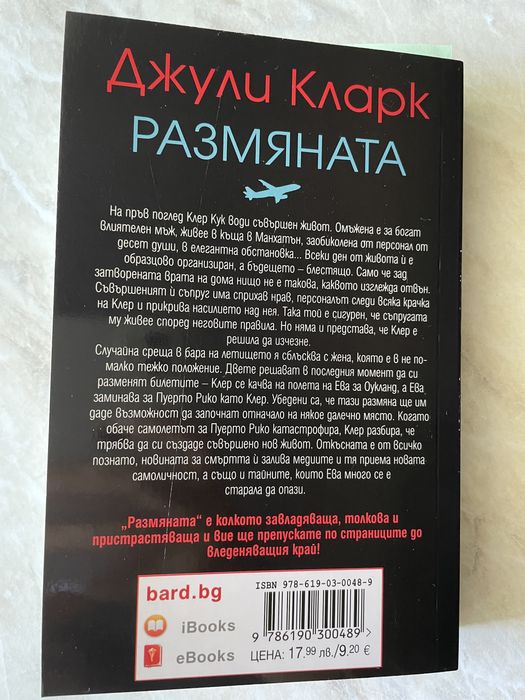 Джули Кларк
РАЗМЯНАТА
На пръв поглед Клер Кук води съвършен живот. Омъжена е за богат
влиятелен мъж, живее в къща в Манхатън, заобиколена от персонал от
десет души, в елегантна обстановка... Всеки ден от живота ѝ е
образцово организиран, а бъдещето – блестящо. Само че зад
затворената врата на дома нищо не е такова, каквото изглежда отвън.
Съвършеният ѝ съпруг има сприхав нрав, персоналът следи всяка крачка
на Клер и прикрива насилието над нея. Така той е сигурен, че съпругата
му живее според неговите правила. Но няма и представа, че Клер е
решила да изчезне.
Случайна среща в бара на летището я сблъсква с жена, която е в не по-
малко тежко положение. Двете решават в последния момент да си
разменят билетите – Клер се качва на полета на Ева за Оукланд, а Ева
заминава за Пуерто Рико като Клер. Убедени са, че тази размяна ще им
даде възможност да започнат отначало на някое далечно място. Когато
обаче самолетът за Пуерто Рико катастрофира, Клер разбира, че
трябва да си създаде съвършено нов живот. Откъсната е от всичко
познато, новината за смъртта ѝ залива медиите и тя приема новата
самоличност, а също и тайните, които Ева много се е
старала да опази.
„Размяната“ е колкото завладяваща, толкова и
пристрастяваща и вие ще препускате по страниците до
вледеняващия край!
bard.bg
iBooks
eBooks
ISBN 978-619-03-0048-9
9 786190 300489 >
ЦЕНА: 17.99 лв./9.20 €